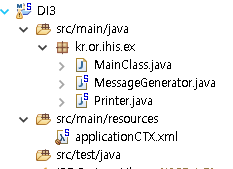 DI3
src/main/java
kr.or.ihis.ex
MainClass.java
MessageGenerator.java
Printer.java
src/main/resources
applicationCTX.xml
src/test/java